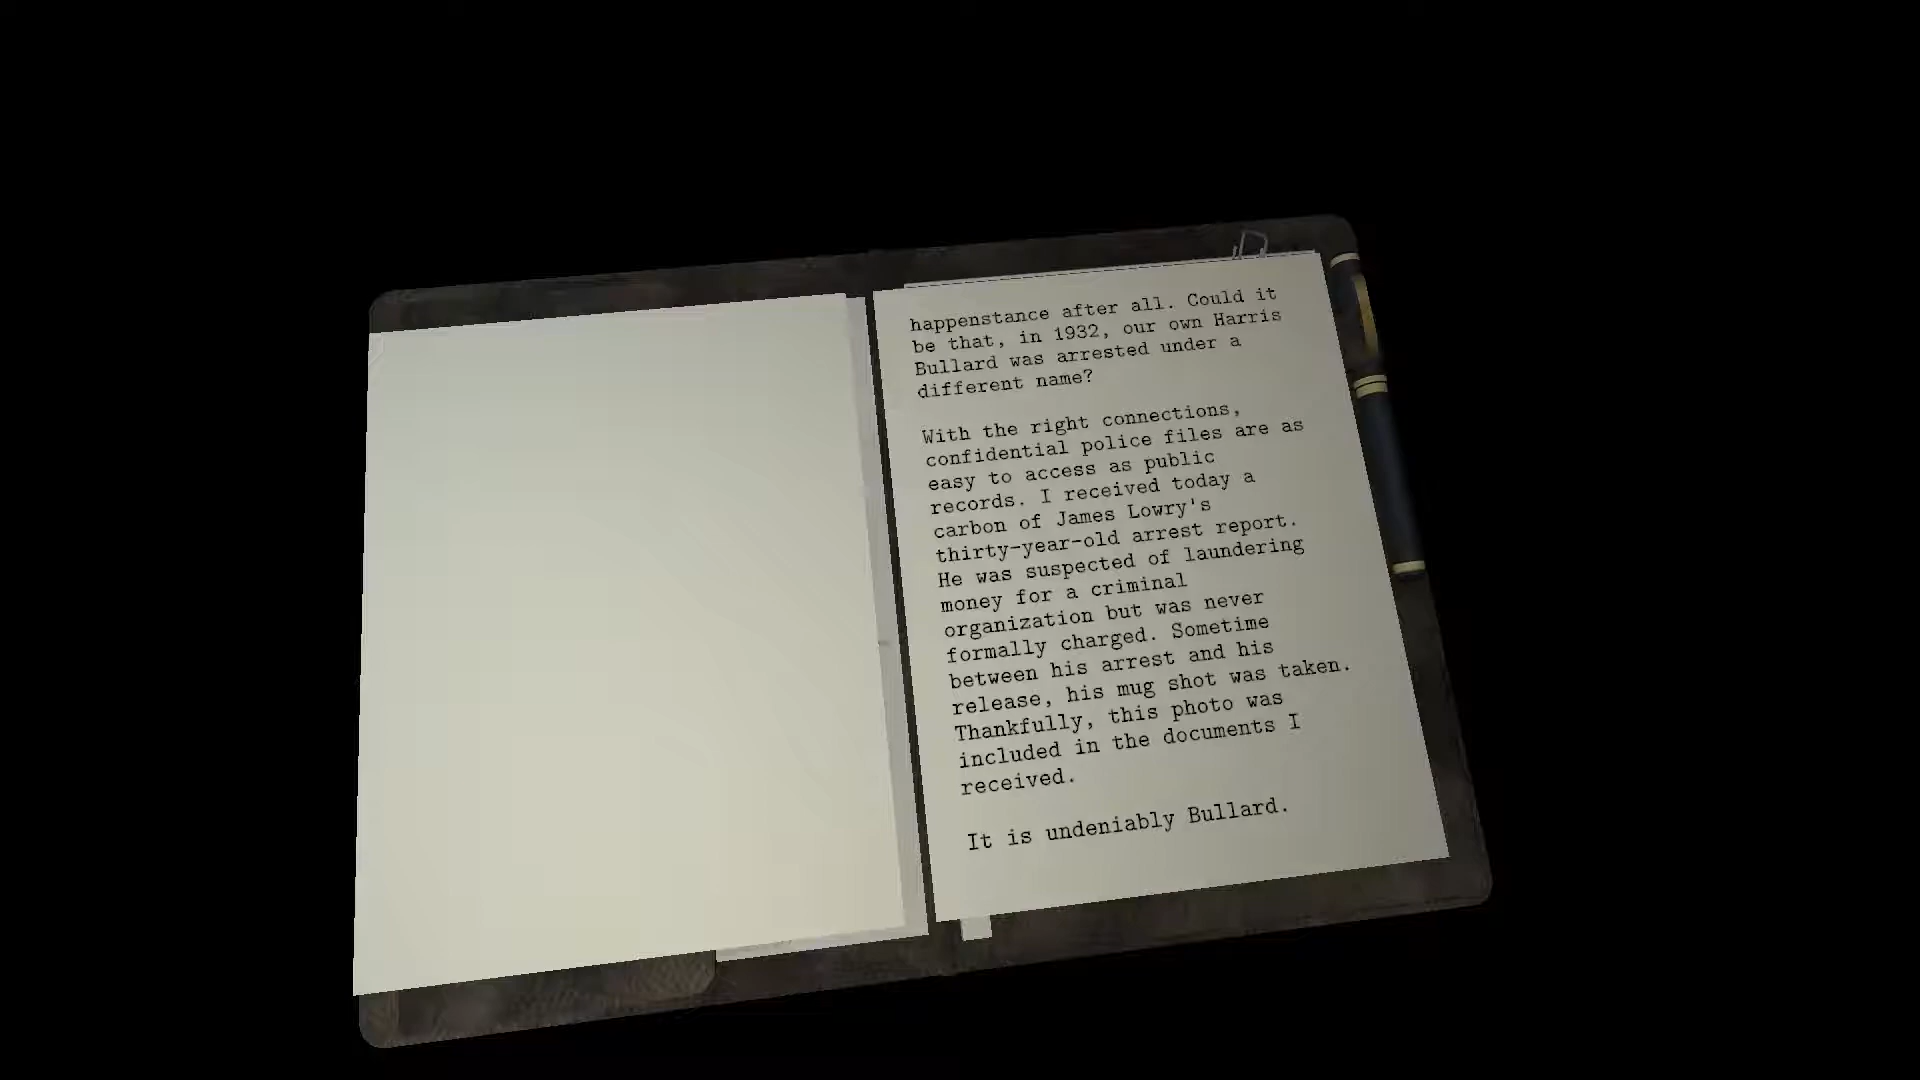 happenstance after all. Could it
be that, in 1932, our own Harris
Bullard was arrested under a
different name?
With the right connections,
confidential police files are as
easy to access as public
records. I received today a
carbon of James Lowry's
thirty-year-old arrest report.
He was suspected of laundering
money for a criminal
organization but was never
formally charged. Sometime
between his arrest and his
release, his mug shot was taken.
Thankfully, this photo was
included in the documents I
received.
It is undeniably Bullard.